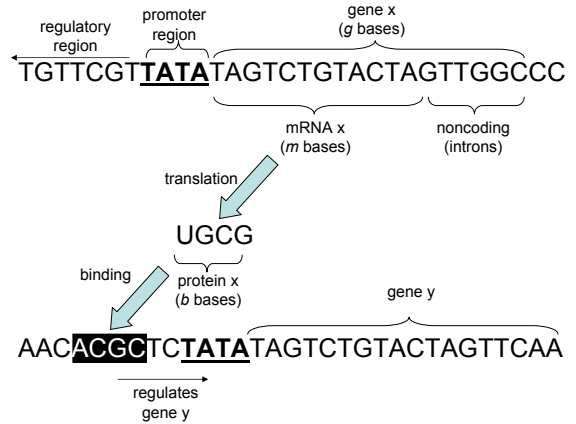 regulatory
region
promoter
region
gene x
(g bases)
TGTTCGTTATATAGTCTGTACTAGTTGGCCC
mRNA x
(m bases)
noncoding
(introns)
translation
UGCG
binding
protein x
(b bases)
gene y
AACACGCTCTATATAGTCTGTACTAGTTCAA
regulates
gene y